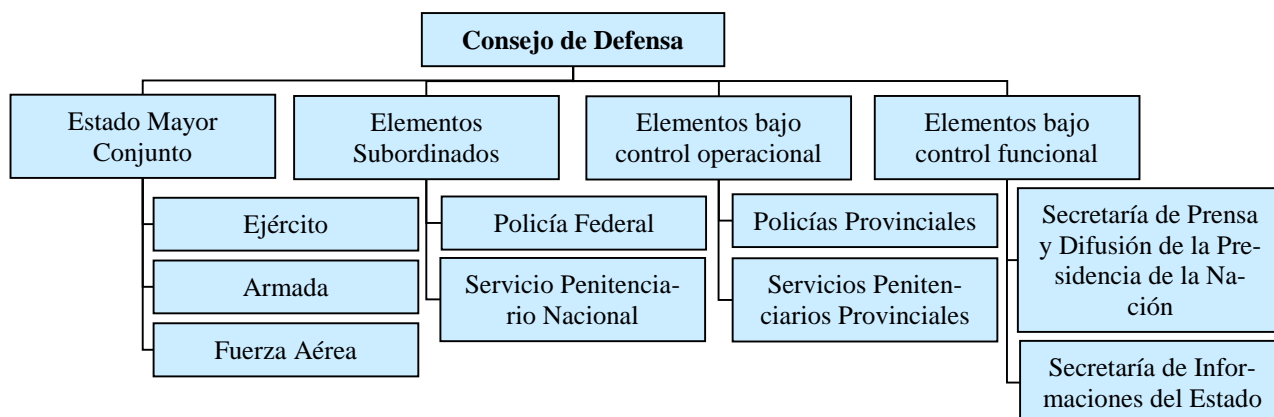 Consejo de Defensa
Estado Mayor
Conjunto
Ejército
Armada
Fuerza Aérea
Elementos
Subordinados
Policía Federal
Servicio Penitencia-
rio Nacional
Elementos bajo
control operacional
Policías Provinciales
Servicios Peniten-
ciarios Provinciales
Elementos bajo
control funcional
Secretaría de Prensa
y Difusión de la Pre-
sidencia de la Na-
ción
Secretaría de Infor-
maciones del Estado